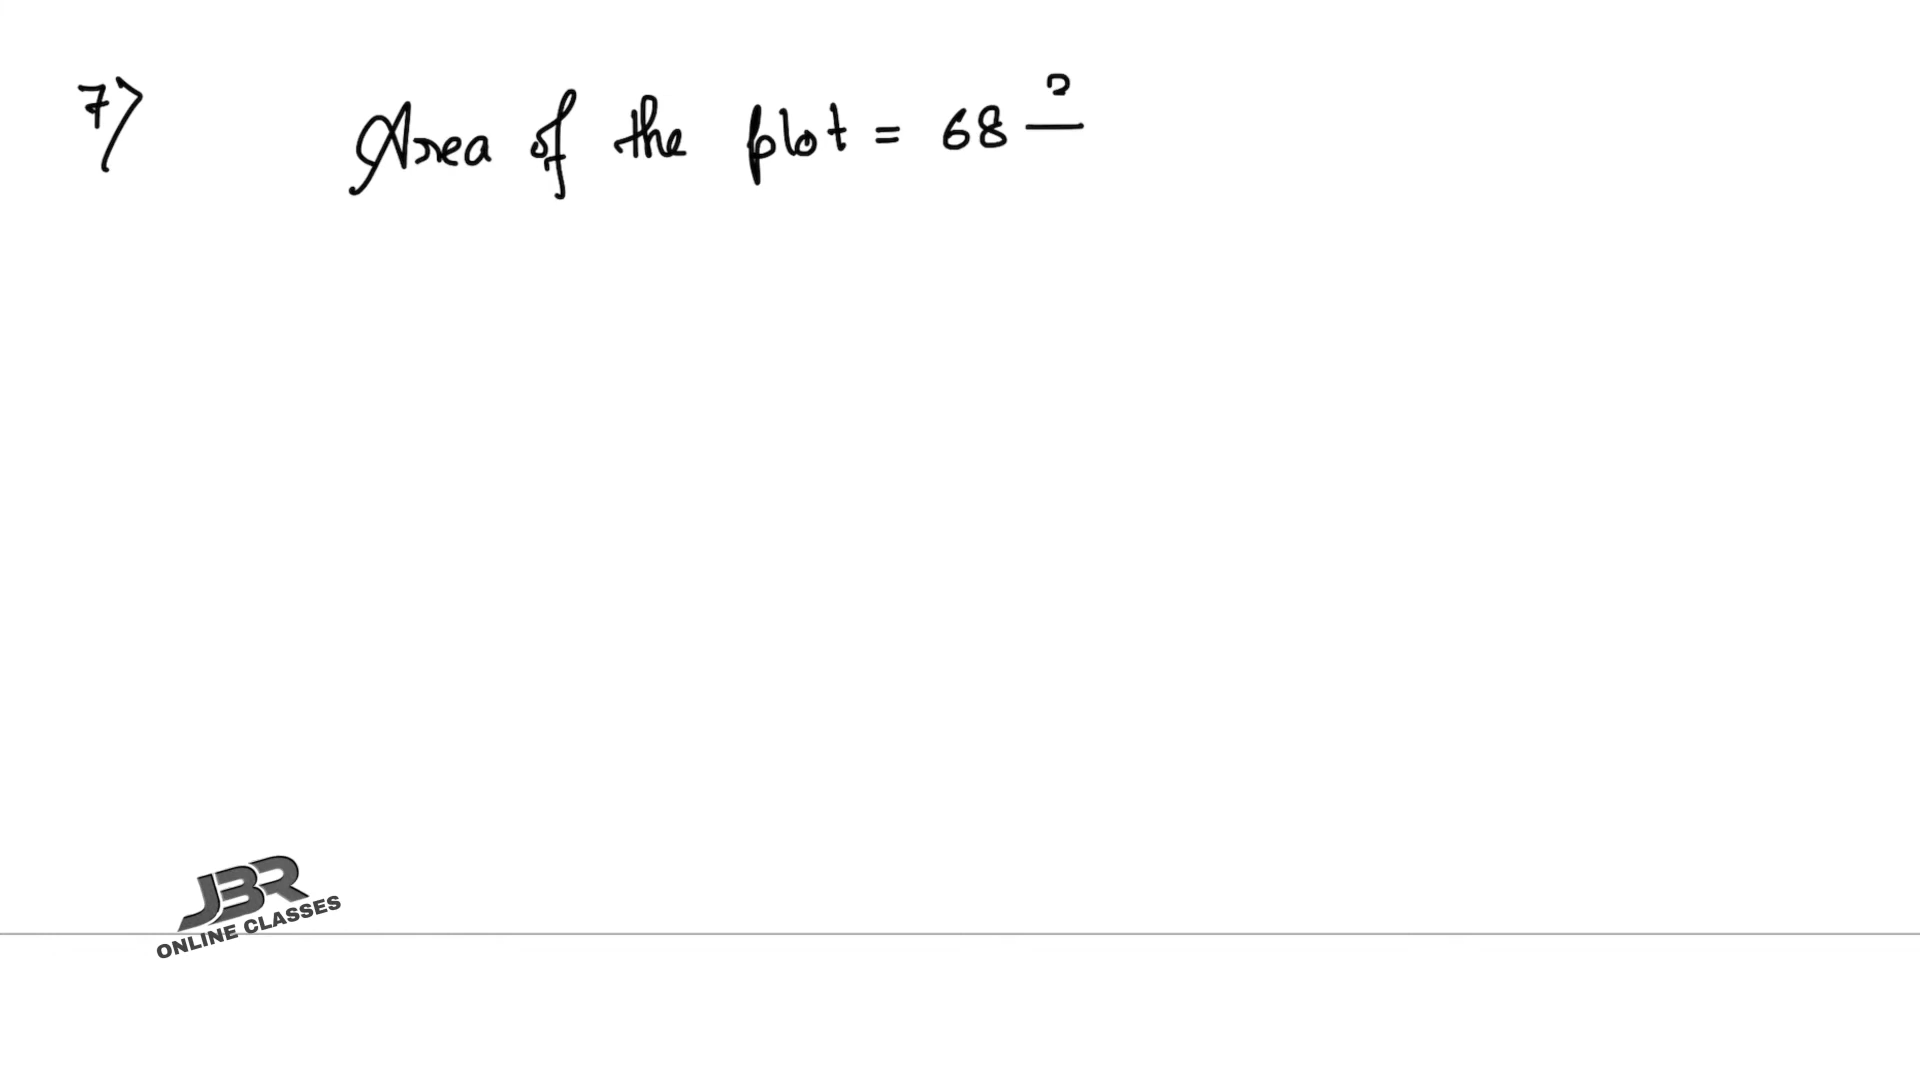 7) Area of the plot = 68
JBR
ONLINE CLASSES